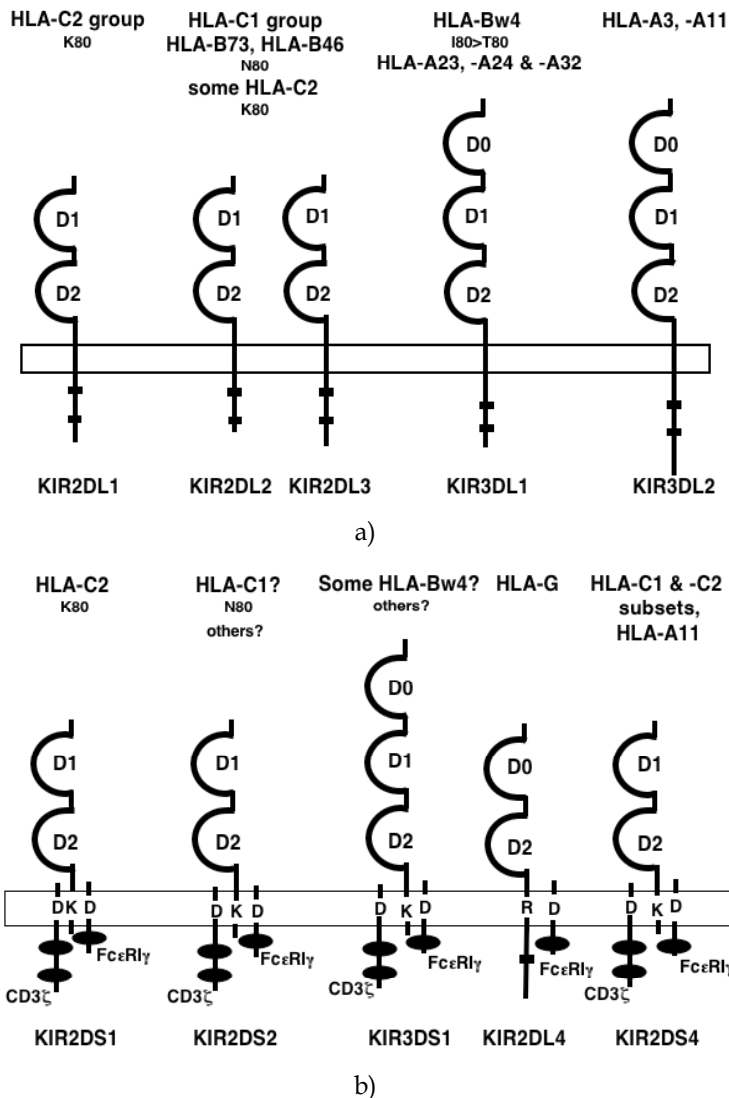 HLA-C2 group
K80
HLA-C1 group
HLA-B73, HLA-B46
N80
some HLA-C2
K80
HLA-Bw4
I80>T80
HLA-A23, -A24 & -A32
HLA-A3, -A11
D0 D0
D1 D1 D1 D1 D1
D2 D2 D2 D2 D2
KIR2DL1 KIR2DL2 KIR2DL3 KIR3DL1 KIR3DL2
a)
HLA-C2
K80
HLA-C1?
N80
others?
Some HLA-Bw4?
others?
HLA-G
HLA-C1 & -C2
subsets,
HLA-A11
D0
D1 D1 D1 D0 D1
D2 D2 D2 D2 D2
D K D D K D D K D R D D K D
FcεRIγ FcεRIγ FcεRIγ FcεRIγ FcεRIγ
CD3ζ CD3ζ CD3ζ CD3ζ
KIR2DS1 KIR2DS2 KIR3DS1 KIR2DL4 KIR2DS4
b)